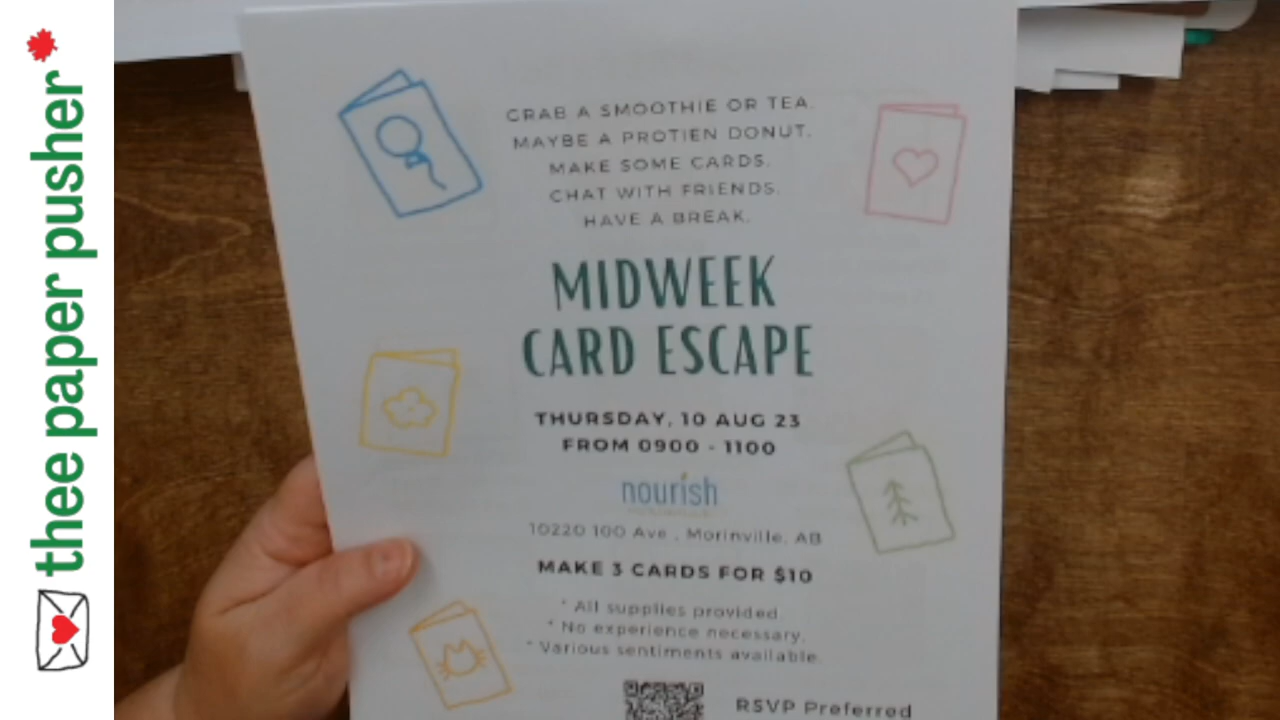 thee paper pusher
GRAB A SMOOTHIE OR TEA.
MAYBE A PROTIEN DONUT.
MAKE SOME CARDS.
CHAT WITH FRIENDS.
HAVE A BREAK.
MIDWEEK
CARD ESCAPE
THURSDAY, 10 AUG 23
FROM 0900 - 1100
nourish
10220 100 Ave . Morinville, AB
MAKE 3 CARDS FOR $10
* All supplies provided
* No experience necessary.
* Various sentiments available.
RSVP Preferred